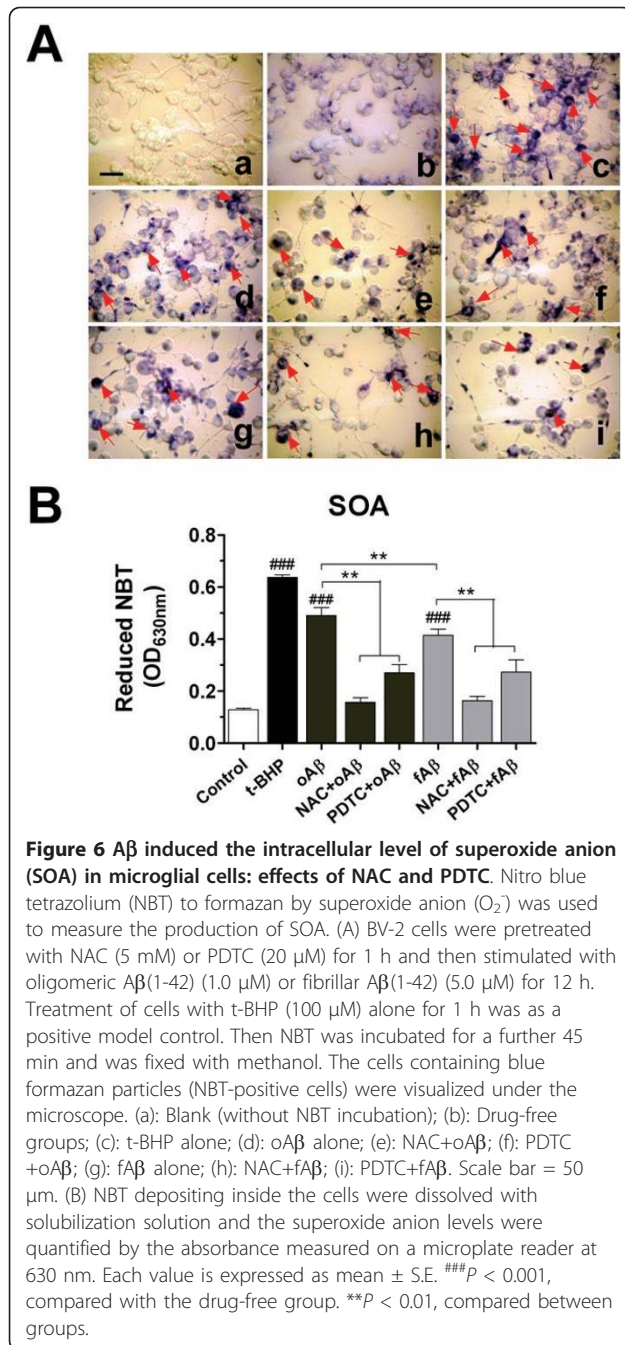 A
a
b
c
d
e
f
g
h
i
B
SOA
**
**
**
###
###
###
0.8
0.6
0.4
0.2
0.0
Reduced NBT
(OD630nm)
Control
t-BHP
oAβ
NAC+oAβ
PDTC+oAβ
fAβ
NAC+fAβ
PDTC+fAβ
Figure 6 Aβ induced the intracellular level of superoxide anion
(SOA) in microglial cells: effects of NAC and PDTC. Nitro blue
tetrazolium (NBT) to formazan by superoxide anion (O₂⁻) was used
to measure the production of SOA. (A) BV-2 cells were pretreated
with NAC (5 mM) or PDTC (20 μM) for 1 h and then stimulated with
oligomeric Aβ(1-42) (1.0 μM) or fibrillar Aβ(1-42) (5.0 μM) for 12 h.
Treatment of cells with t-BHP (100 μM) alone for 1 h was as a
positive model control. Then NBT was incubated for a further 45
min and was fixed with methanol. The cells containing blue
formazan particles (NBT-positive cells) were visualized under the
microscope. (a): Blank (without NBT incubation); (b): Drug-free
groups; (c): t-BHP alone; (d): oAβ alone; (e): NAC+oAβ; (f): PDTC
+oAβ; (g): fAβ alone; (h): NAC+fAβ; (i): PDTC+fAβ. Scale bar = 50
μm. (B) NBT depositing inside the cells were dissolved with
solubilization solution and the superoxide anion levels were
quantified by the absorbance measured on a microplate reader at
630 nm. Each value is expressed as mean ± S.E. ###P < 0.001,
compared with the drug-free group. **P < 0.01, compared between
groups.